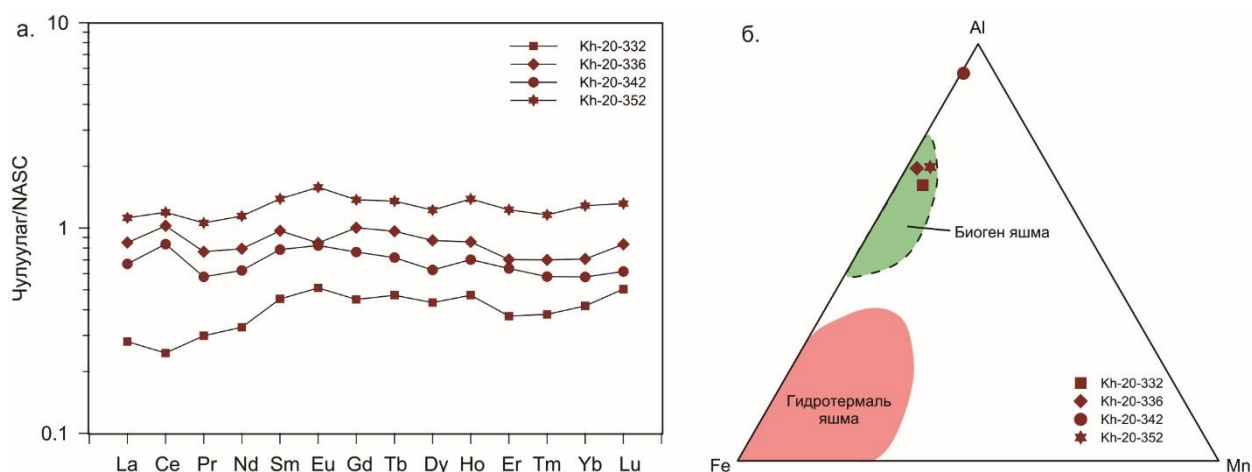 а.
10
1
0.1
Чулуулаг/NASC
Kh-20-332
Kh-20-336
Kh-20-342
Kh-20-352
La Ce Pr Nd Sm Eu Gd Tb Dy Ho Er Tm Yb Lu
б.
Al
Биоген яшма
Гидротермаль
яшма
Kh-20-332
Kh-20-336
Kh-20-342
Kh-20-352
Fe
Mn